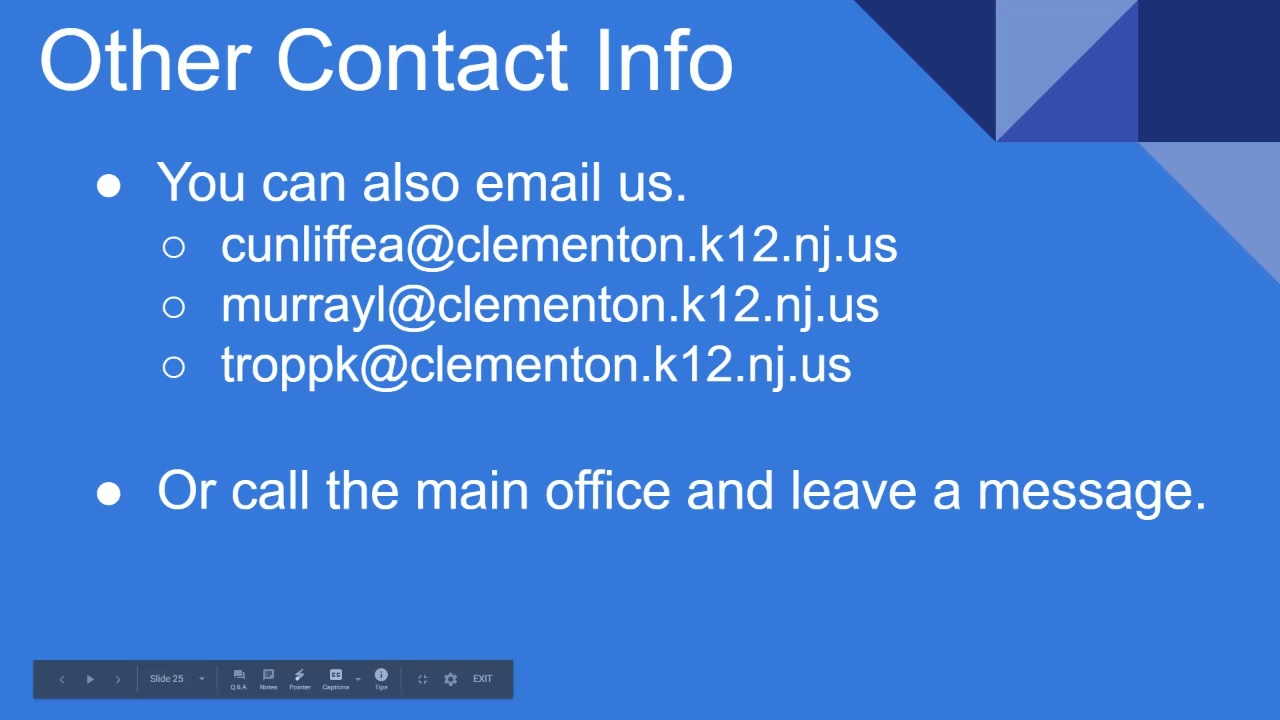 Other Contact Info
● You can also email us.
○ cunliffea@clementon.k12.nj.us
○ murrayl@clementon.k12.nj.us
○ troppk@clementon.k12.nj.us
● Or call the main office and leave a message.
Slide 25 Q & A Notes Pointer Captions Tips EXIT